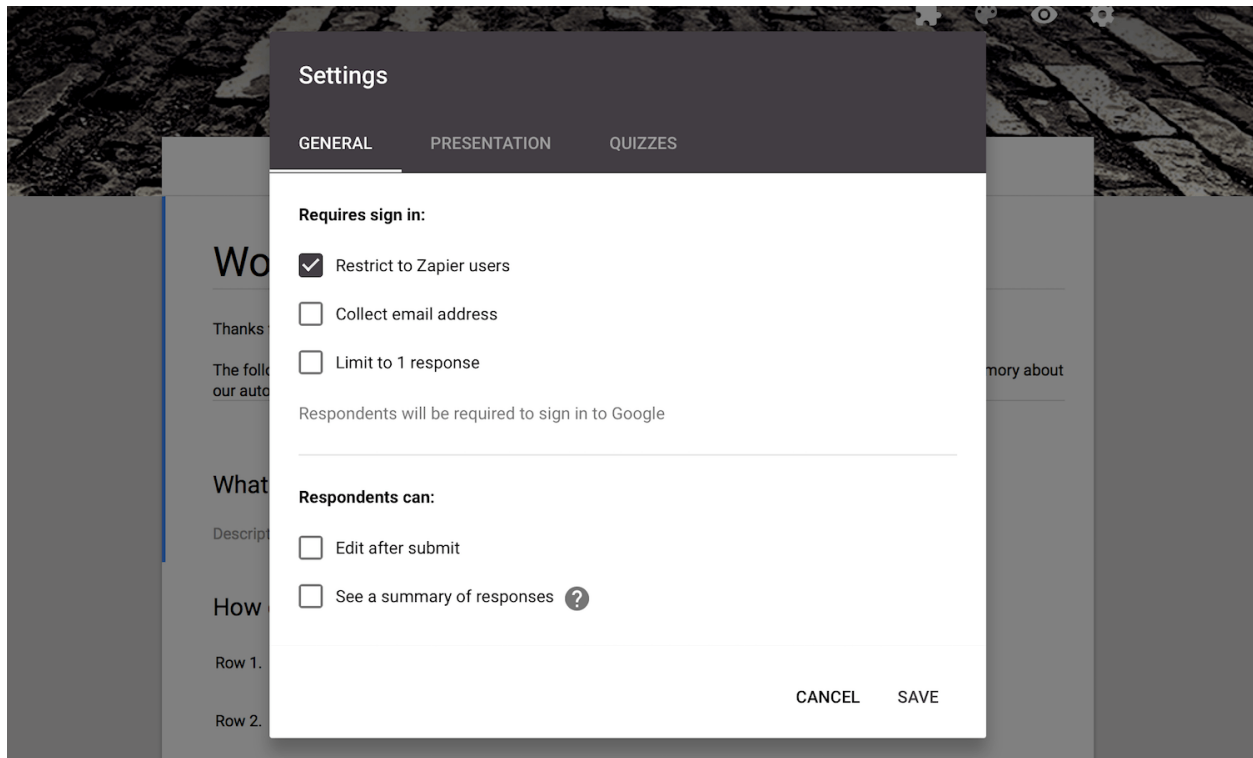 Settings
GENERAL PRESENTATION QUIZZES
Requires sign in:
Restrict to Zapier users
Collect email address
Limit to 1 response
Respondents will be required to sign in to Google
Respondents can:
Edit after submit
See a summary of responses
CANCEL SAVE
Wo
Thanks
The follo
mory about
our auto
What
Descript
How
Row 1.
Row 2.